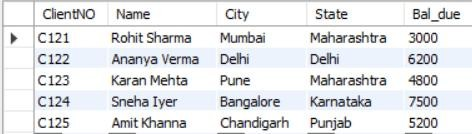 ClientNO Name City State Bal_due
C121 Rohit Sharma Mumbai Maharashtra 3000
C122 Ananya Verma Delhi Delhi 6200
C123 Karan Mehta Pune Maharashtra 4800
C124 Sneha Iyer Bangalore Karnataka 7500
C125 Amit Khanna Chandigarh Punjab 5200